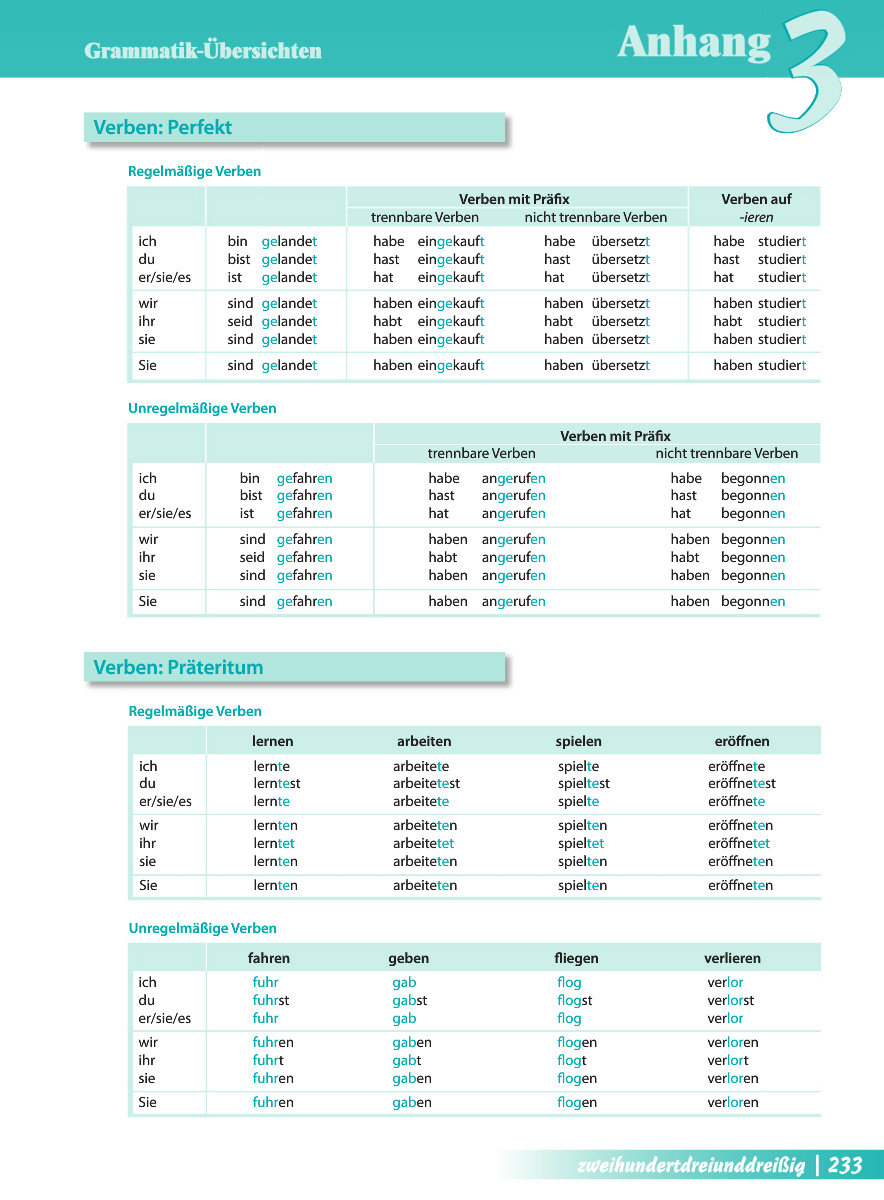 Grammatik-Übersichten
Anhang 3
Verben: Perfekt
Regelmäßige Verben
Verben mit Präfix Verben auf
trennbare Verben nicht trennbare Verben -ieren
ich bin gelandet habe eingekauft habe übersetzt habe studiert
du bist gelandet hast eingekauft hast übersetzt hast studiert
er/sie/es ist gelandet hat eingekauft hat übersetzt hat studiert
wir sind gelandet haben eingekauft haben übersetzt haben studiert
ihr seid gelandet habt eingekauft habt übersetzt habt studiert
sie sind gelandet haben eingekauft haben übersetzt haben studiert
Sie sind gelandet haben eingekauft haben übersetzt haben studiert
Unregelmäßige Verben
Verben mit Präfix
trennbare Verben nicht trennbare Verben
ich bin gefahren habe angerufen habe begonnen
du bist gefahren hast angerufen hast begonnen
er/sie/es ist gefahren hat angerufen hat begonnen
wir sind gefahren haben angerufen haben begonnen
ihr seid gefahren habt angerufen habt begonnen
sie sind gefahren haben angerufen haben begonnen
Sie sind gefahren haben angerufen haben begonnen
Verben: Präteritum
Regelmäßige Verben
lernen arbeiten spielen eröffnen
ich lernte arbeitete spielte eröffnete
du lerntest arbeitetest spieltest eröffnetest
er/sie/es lernte arbeitete spielte eröffnete
wir lernten arbeiteten spielten eröffneten
ihr lerntet arbeitetet spieltet eröffnetet
sie lernten arbeiteten spielten eröffneten
Sie lernten arbeiteten spielten eröffneten
Unregelmäßige Verben
fahren geben fliegen verlieren
ich fuhr gab flog verlor
du fuhrst gabst flogst verlorst
er/sie/es fuhr gab flog verlor
wir fuhren gaben flogen verloren
ihr fuhrt gabt flogt verlort
sie fuhren gaben flogen verloren
Sie fuhren gaben flogen verloren
zweihundertdreiunddreißig | 233